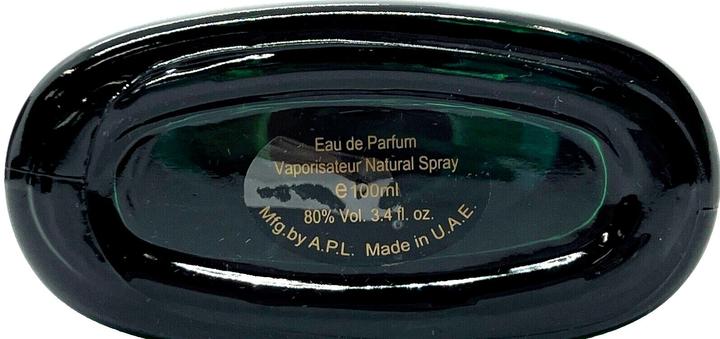 Eau de Parfum
Vaporisateur Natural Spray
℮100ml
80% Vol. 3.4 fl. oz.
Mfg.by A.P.L. Made in U.A.E.